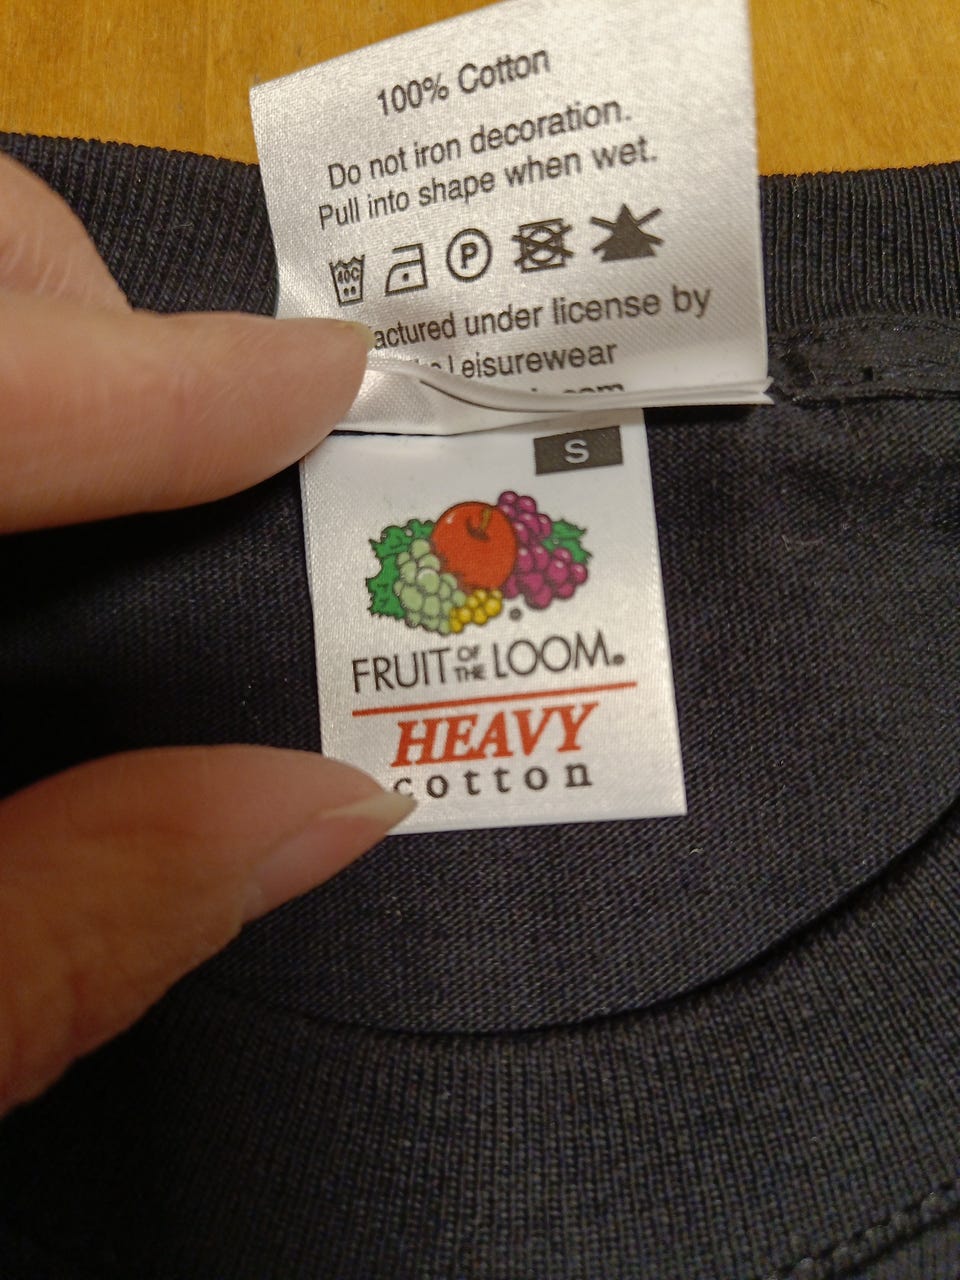 100% Cotton
Do not iron decoration.
Pull into shape when wet.
40C P
actured under license by
Leisurewear
.com
S
FRUIT OF THE LOOM®
HEAVY
cotton